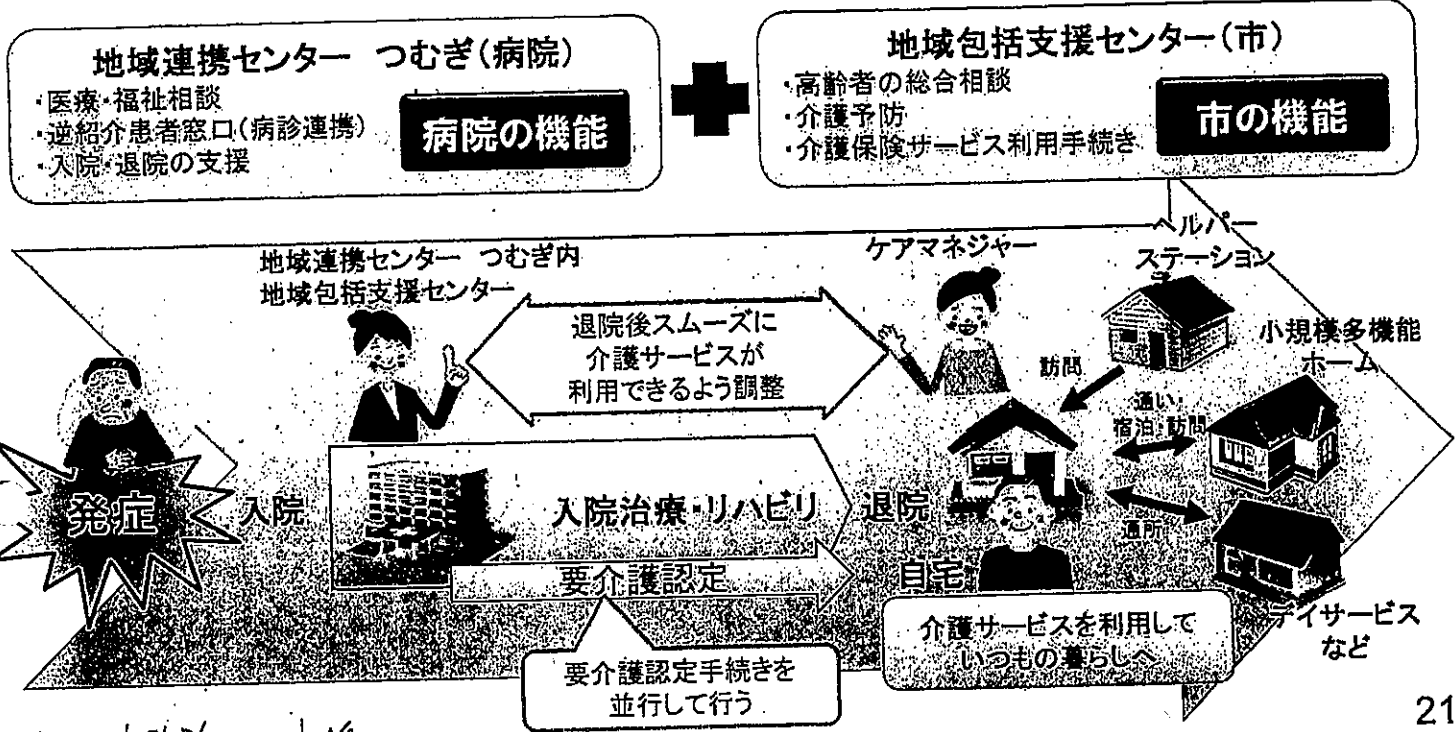 地域連携センター つむぎ(病院)
・医療・福祉相談
・逆紹介患者窓口(病診連携)
・入院・退院の支援
病院の機能
地域包括支援センター(市)
・高齢者の総合相談
・介護予防
・介護保険サービス利用手続き
市の機能
地域連携センター つむぎ内
地域包括支援センター
退院後スムーズに
介護サービスが
利用できるよう調整
ケアマネジャー
ヘルパー
ステーション
訪問
小規模多機能
ホーム
通い・
宿泊・訪問
通所
デイサービス
など
発症
入院
入院治療・リハビリ
退院
要介護認定
自宅
要介護認定手続きを
並行して行う
介護サービスを利用して
いつもの暮らしへ
21